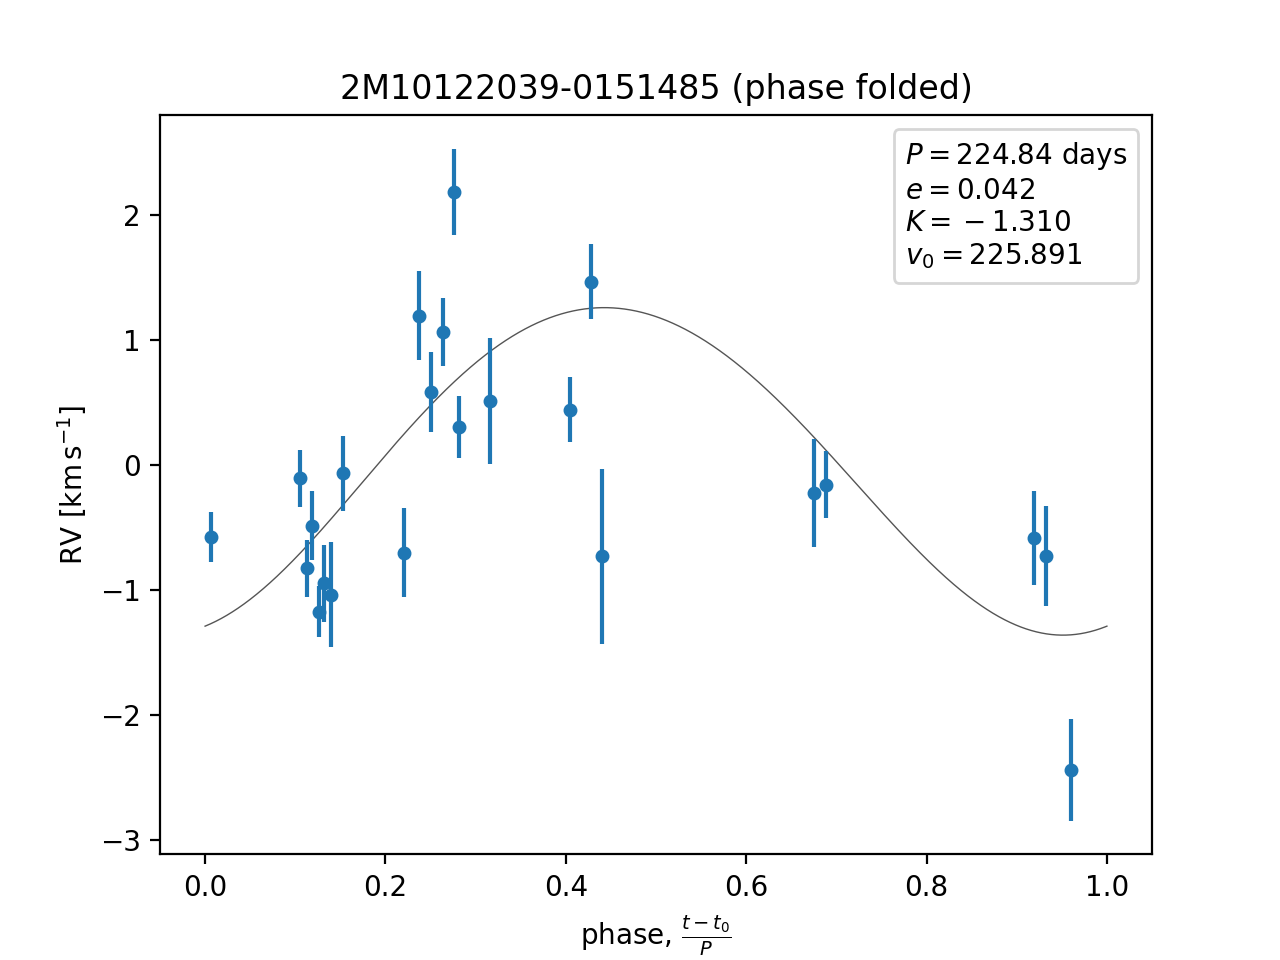 2M10122039-0151485 (phase folded)
P = 224.84 days
e = 0.042
K = −1.310
v₀ = 225.891
2
1
0
−1
−2
−3
RV [km s⁻¹]
0.0 0.2 0.4 0.6 0.8 1.0
phase, (t − t₀)/P